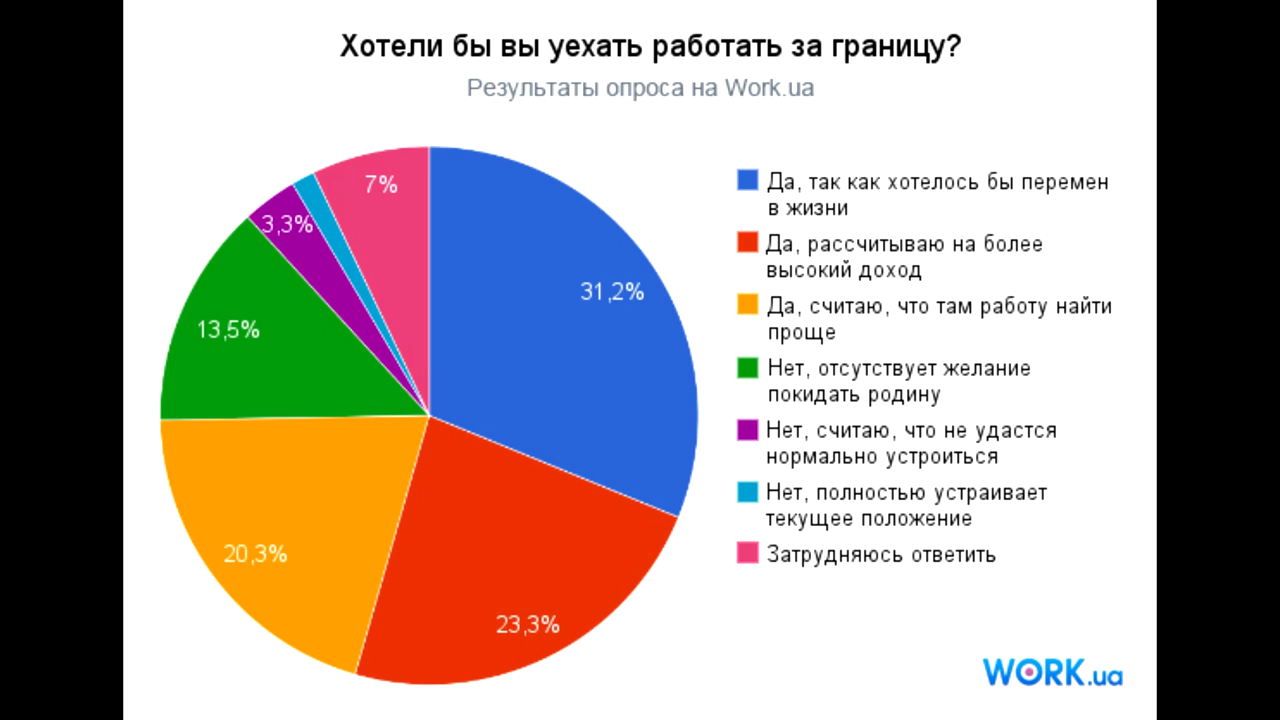 Хотели бы вы уехать работать за границу?
Результаты опроса на Work.ua
7%
3,3%
31,2%
13,5%
20,3%
23,3%
Да, так как хотелось бы перемен
в жизни
Да, рассчитываю на более
высокий доход
Да, считаю, что там работу найти
проще
Нет, отсутствует желание
покидать родину
Нет, считаю, что не удастся
нормально устроиться
Нет, полностью устраивает
текущее положение
Затрудняюсь ответить
WORK.ua